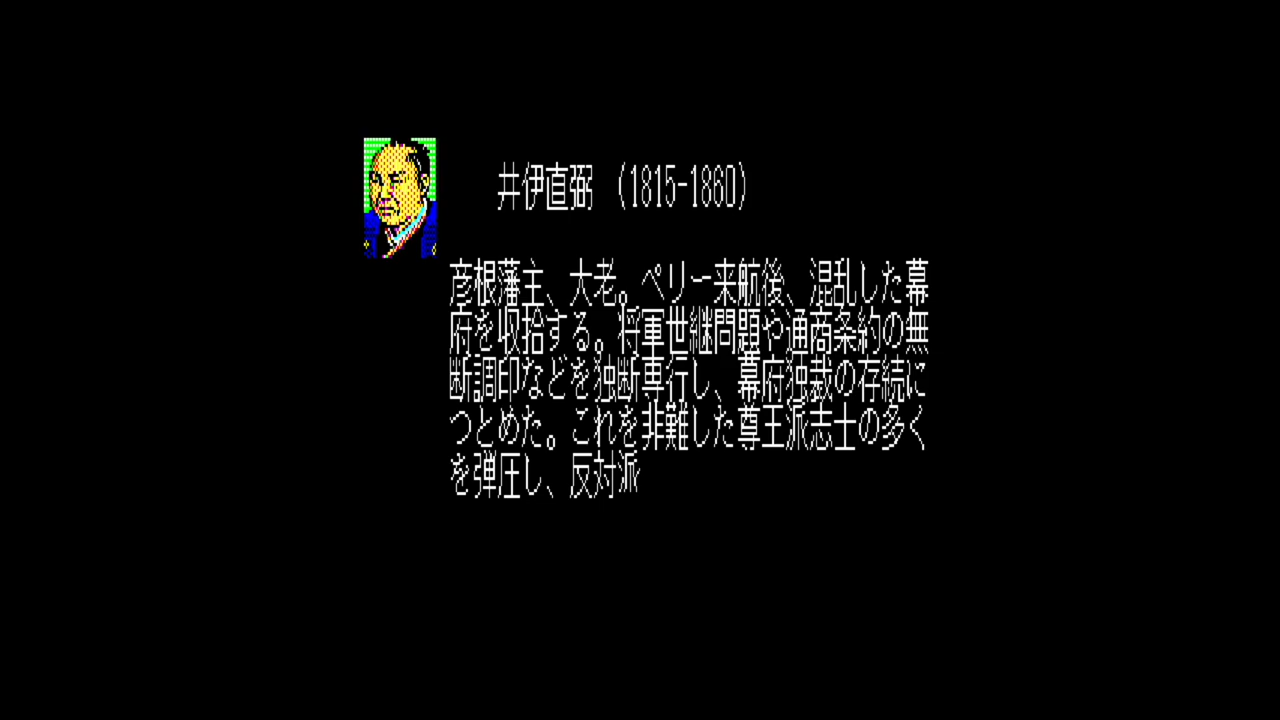 井伊直弼 (1815-1860)
彦根藩主、大老。ペリー来航後、混乱した幕
府を収拾する。将軍世継問題や通商条約の無
断調印などを独断専行し、幕府独裁の存続に
つとめた。これを非難した尊王派志士の多く
を弾圧し、反対派